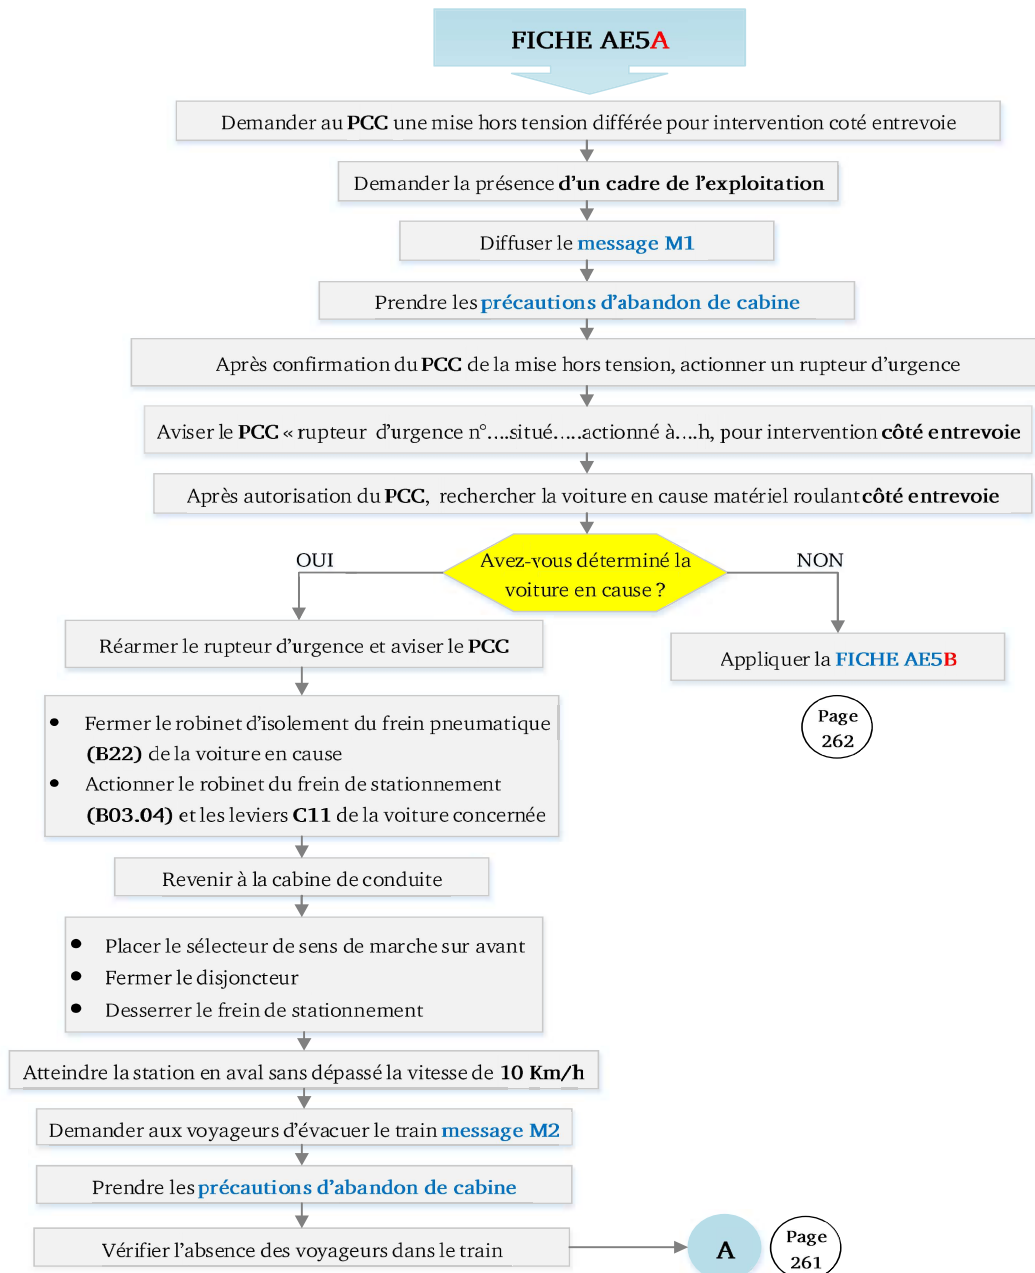 FICHE AE5A
Demander au PCC une mise hors tension différée pour intervention coté entrevoie
Demander la présence d'un cadre de l'exploitation
Diffuser le message M1
Prendre les précautions d'abandon de cabine
Après confirmation du PCC de la mise hors tension, actionner un rupteur d'urgence
Aviser le PCC « rupteur d'urgence n°….situé…..actionné à….h, pour intervention côté entrevoie
Après autorisation du PCC, rechercher la voiture en cause matériel roulant côté entrevoie
Avez-vous déterminé la
voiture en cause ?
OUI
NON
Réarmer le rupteur d'urgence et aviser le PCC
Appliquer la FICHE AE5B
Page
262
• Fermer le robinet d'isolement du frein pneumatique
(B22) de la voiture en cause
• Actionner le robinet du frein de stationnement
(B03.04) et les leviers C11 de la voiture concernée
Revenir à la cabine de conduite
• Placer le sélecteur de sens de marche sur avant
• Fermer le disjoncteur
• Desserrer le frein de stationnement
Atteindre la station en aval sans dépassé la vitesse de 10 Km/h
Demander aux voyageurs d'évacuer le train message M2
Prendre les précautions d'abandon de cabine
Vérifier l'absence des voyageurs dans le train
A
Page
261